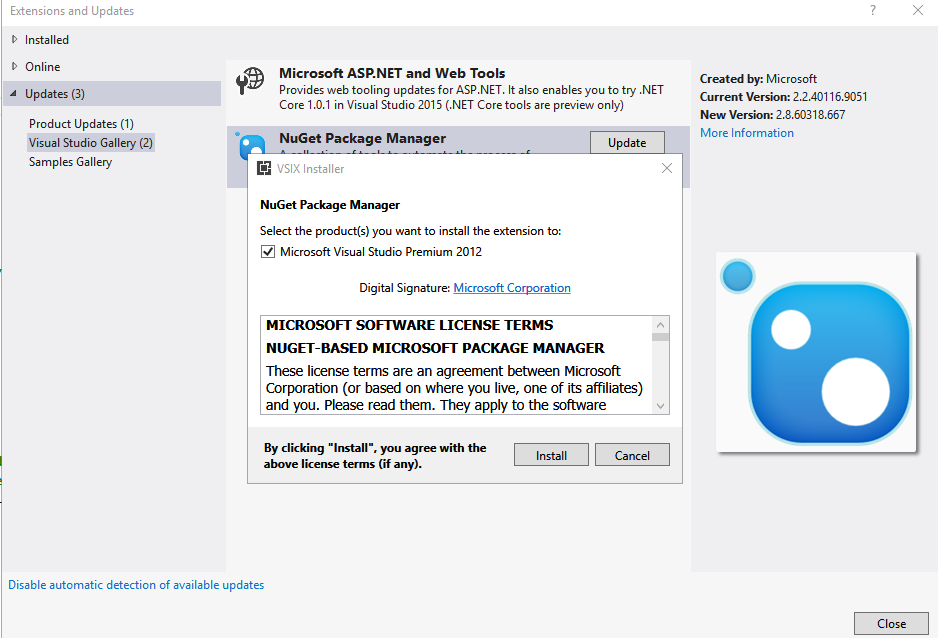 Extensions and Updates
?
Installed
Online
Updates (3)
Product Updates (1)
Visual Studio Gallery (2)
Samples Gallery
Microsoft ASP.NET and Web Tools
Provides web tooling updates for ASP.NET. It also enables you to try .NET
Core 1.0.1 in Visual Studio 2015 (.NET Core tools are preview only)
NuGet Package Manager
Update
A collection of tools to automate the process of
VSIX Installer
NuGet Package Manager
Select the product(s) you want to install the extension to:
Microsoft Visual Studio Premium 2012
Digital Signature: Microsoft Corporation
MICROSOFT SOFTWARE LICENSE TERMS
NUGET-BASED MICROSOFT PACKAGE MANAGER
These license terms are an agreement between Microsoft
Corporation (or based on where you live, one of its affiliates)
and you. Please read them. They apply to the software
By clicking "Install", you agree with the
above license terms (if any).
Install
Cancel
Created by: Microsoft
Current Version: 2.2.40116.9051
New Version: 2.8.60318.667
More Information
Disable automatic detection of available updates
Close